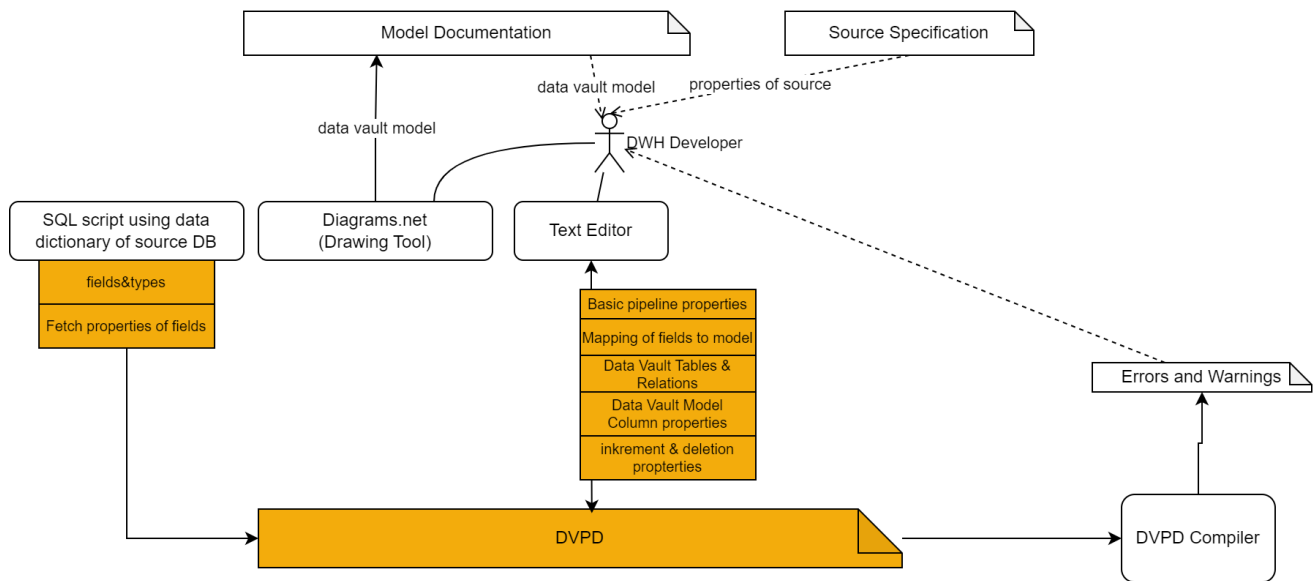 Model Documentation
Source Specification
data vault model
properties of source
data vault model
DWH Developer
SQL script using data
dictionary of source DB
Diagrams.net
(Drawing Tool)
Text Editor
fields&types
Fetch properties of fields
Basic pipeline properties
Mapping of fields to model
Data Vault Tables &
Relations
Data Vault Model
Column properties
inkrement & deletion
propterties
Errors and Warnings
DVPD
DVPD Compiler